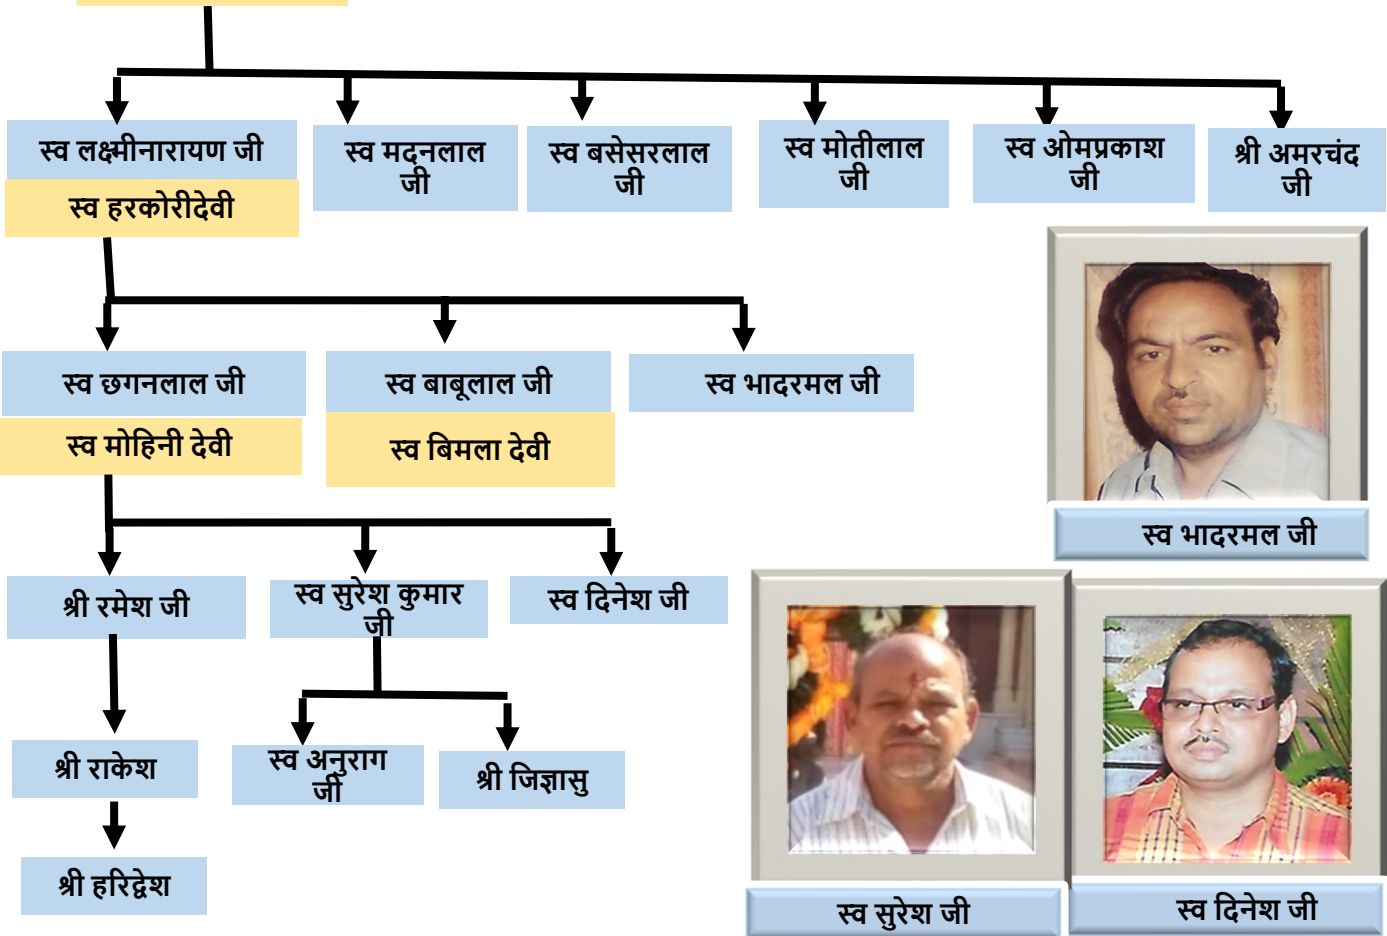 स्व लक्ष्मीनारायण जी
स्व हरकोरीदेवी
स्व मदनलाल
जी
स्व बसेसरलाल
जी
स्व मोतीलाल
जी
स्व ओमप्रकाश
जी
श्री अमरचंद
जी
स्व छगनलाल जी
स्व मोहिनी देवी
स्व बाबूलाल जी
स्व बिमला देवी
स्व भादरमल जी
स्व भादरमल जी
श्री रमेश जी
स्व सुरेश कुमार
जी
स्व दिनेश जी
श्री राकेश
स्व अनुराग
जी
श्री जिज्ञासु
श्री हरिद्वेश
स्व सुरेश जी
स्व दिनेश जी